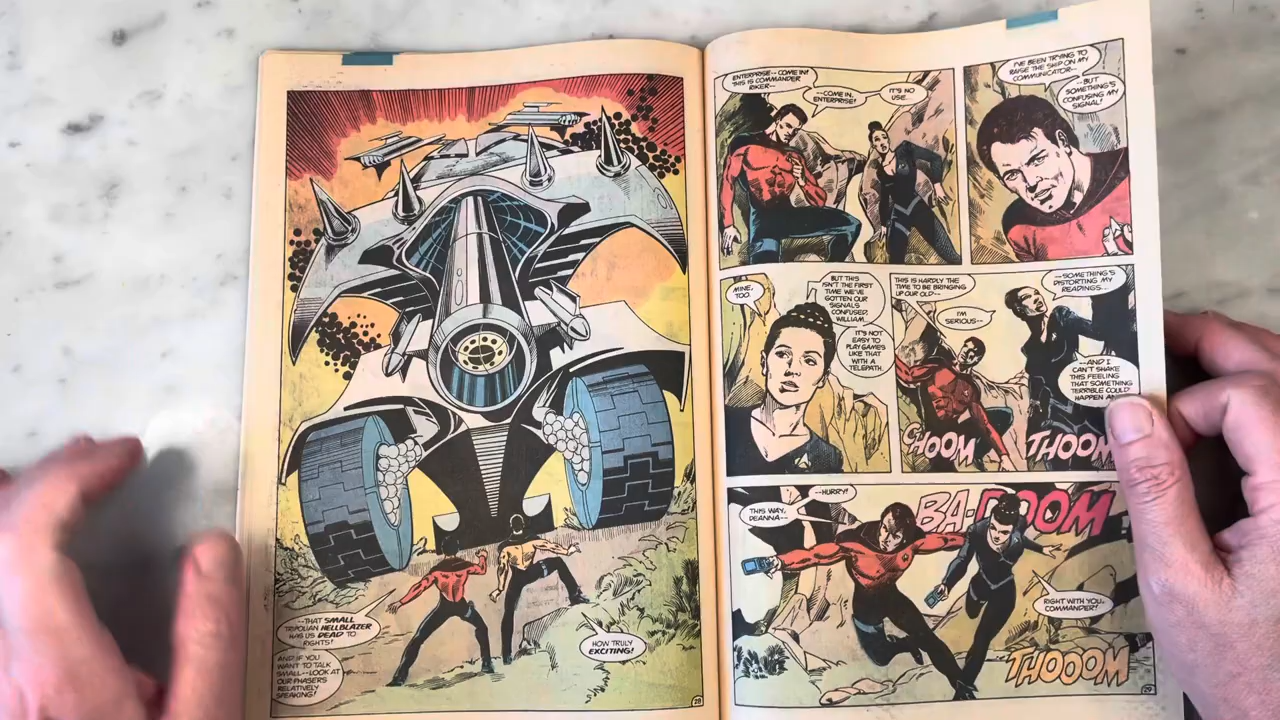 --THAT SMALL
TRIPOLIAN HELLBLAZER
HAS US DEAD TO
RIGHTS!
AND IF YOU
WANT TO TALK
SMALL--LOOK AT
OUR PHASERS
RELATIVELY
SPEAKING!
HOW TRULY
EXCITING!
28
ENTERPRISE--COME IN!
THIS IS COMMANDER
RIKER--
--COME IN,
ENTERPRISE!
IT'S NO
USE...
I'VE BEEN TRYING TO
RAISE THE SHIP ON MY
COMMUNICATOR--
--BUT
SOMETHING'S
CONFUSING MY
SIGNAL!
MINE,
TOO.
BUT THIS
ISN'T THE FIRST
TIME WE'VE
GOTTEN OUR
SIGNALS
CONFUSED,
WILLIAM...
IT'S NOT
EASY TO
PLAY GAMES
LIKE THAT
WITH A
TELEPATH.
THIS IS HARDLY THE
TIME TO BE BRINGING
UP OUR OLD--
I'M
SERIOUS--
--SOMETHING'S
DISTORTING MY
READINGS...
--AND I
CAN'T SHAKE
THIS FEELING
THAT SOMETHING
TERRIBLE COULD
HAPPEN
CHOOM
THOOM
--HURRY!
THIS WAY,
DEANNA--
BA-DOOM
RIGHT WITH YOU,
COMMANDER!
THOOOM
29